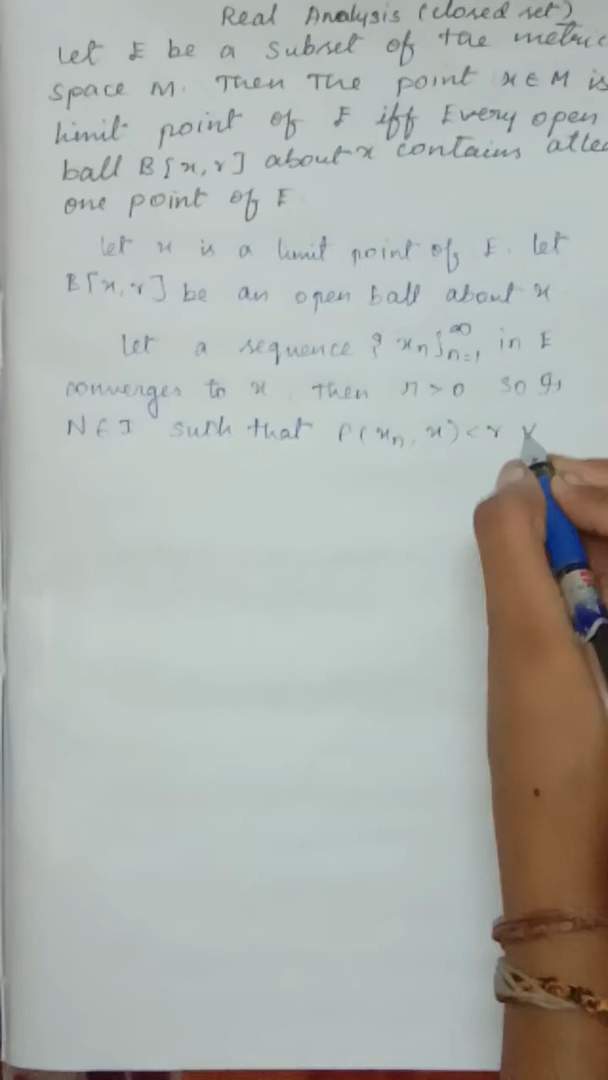 Real Analysis (closed set)
Let E be a subset of the metric
space M. Then The point x ∈ M is
limit point of E iff Every open
ball B[x, r] about x contains atlea
one point of E
Let x is a limit point of E. Let
B[x, r] be an open ball about x
Let a sequence {xn}∞n=1 in E
converges to x. Then r > 0 so
N ∈ I such that ρ(xn, x) < r